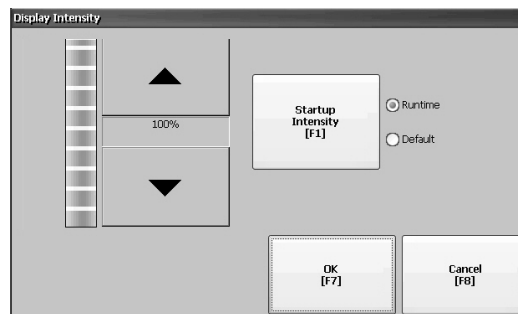 Display Intensity
100%
Startup
Intensity
[F1]
Runtime
Default
OK
[F7]
Cancel
[F8]